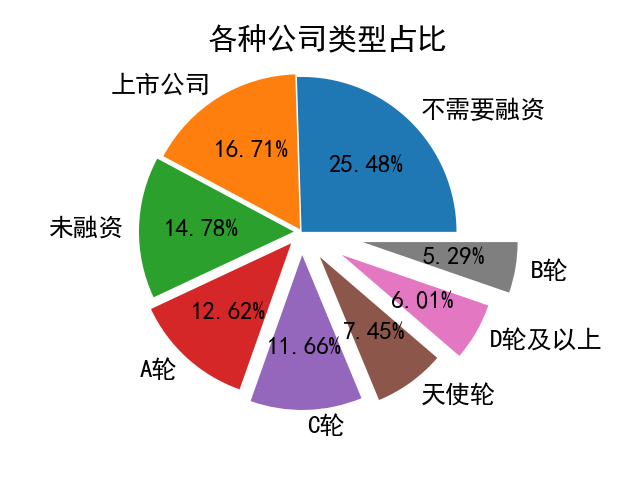 各种公司类型占比
不需要融资
25.48%
上市公司
16.71%
未融资
14.78%
A轮
12.62%
C轮
11.66%
天使轮
7.45%
D轮及以上
6.01%
B轮
5.29%